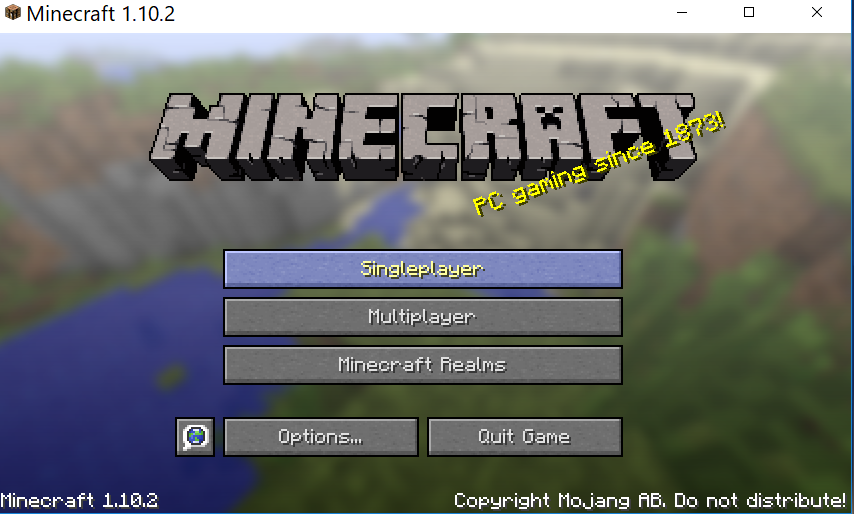 Minecraft 1.10.2
MINECRAFT
PC gaming since 1873!
Singleplayer
Multiplayer
Minecraft Realms
Options...
Quit Game
Minecraft 1.10.2
Copyright Mojang AB. Do not distribute!